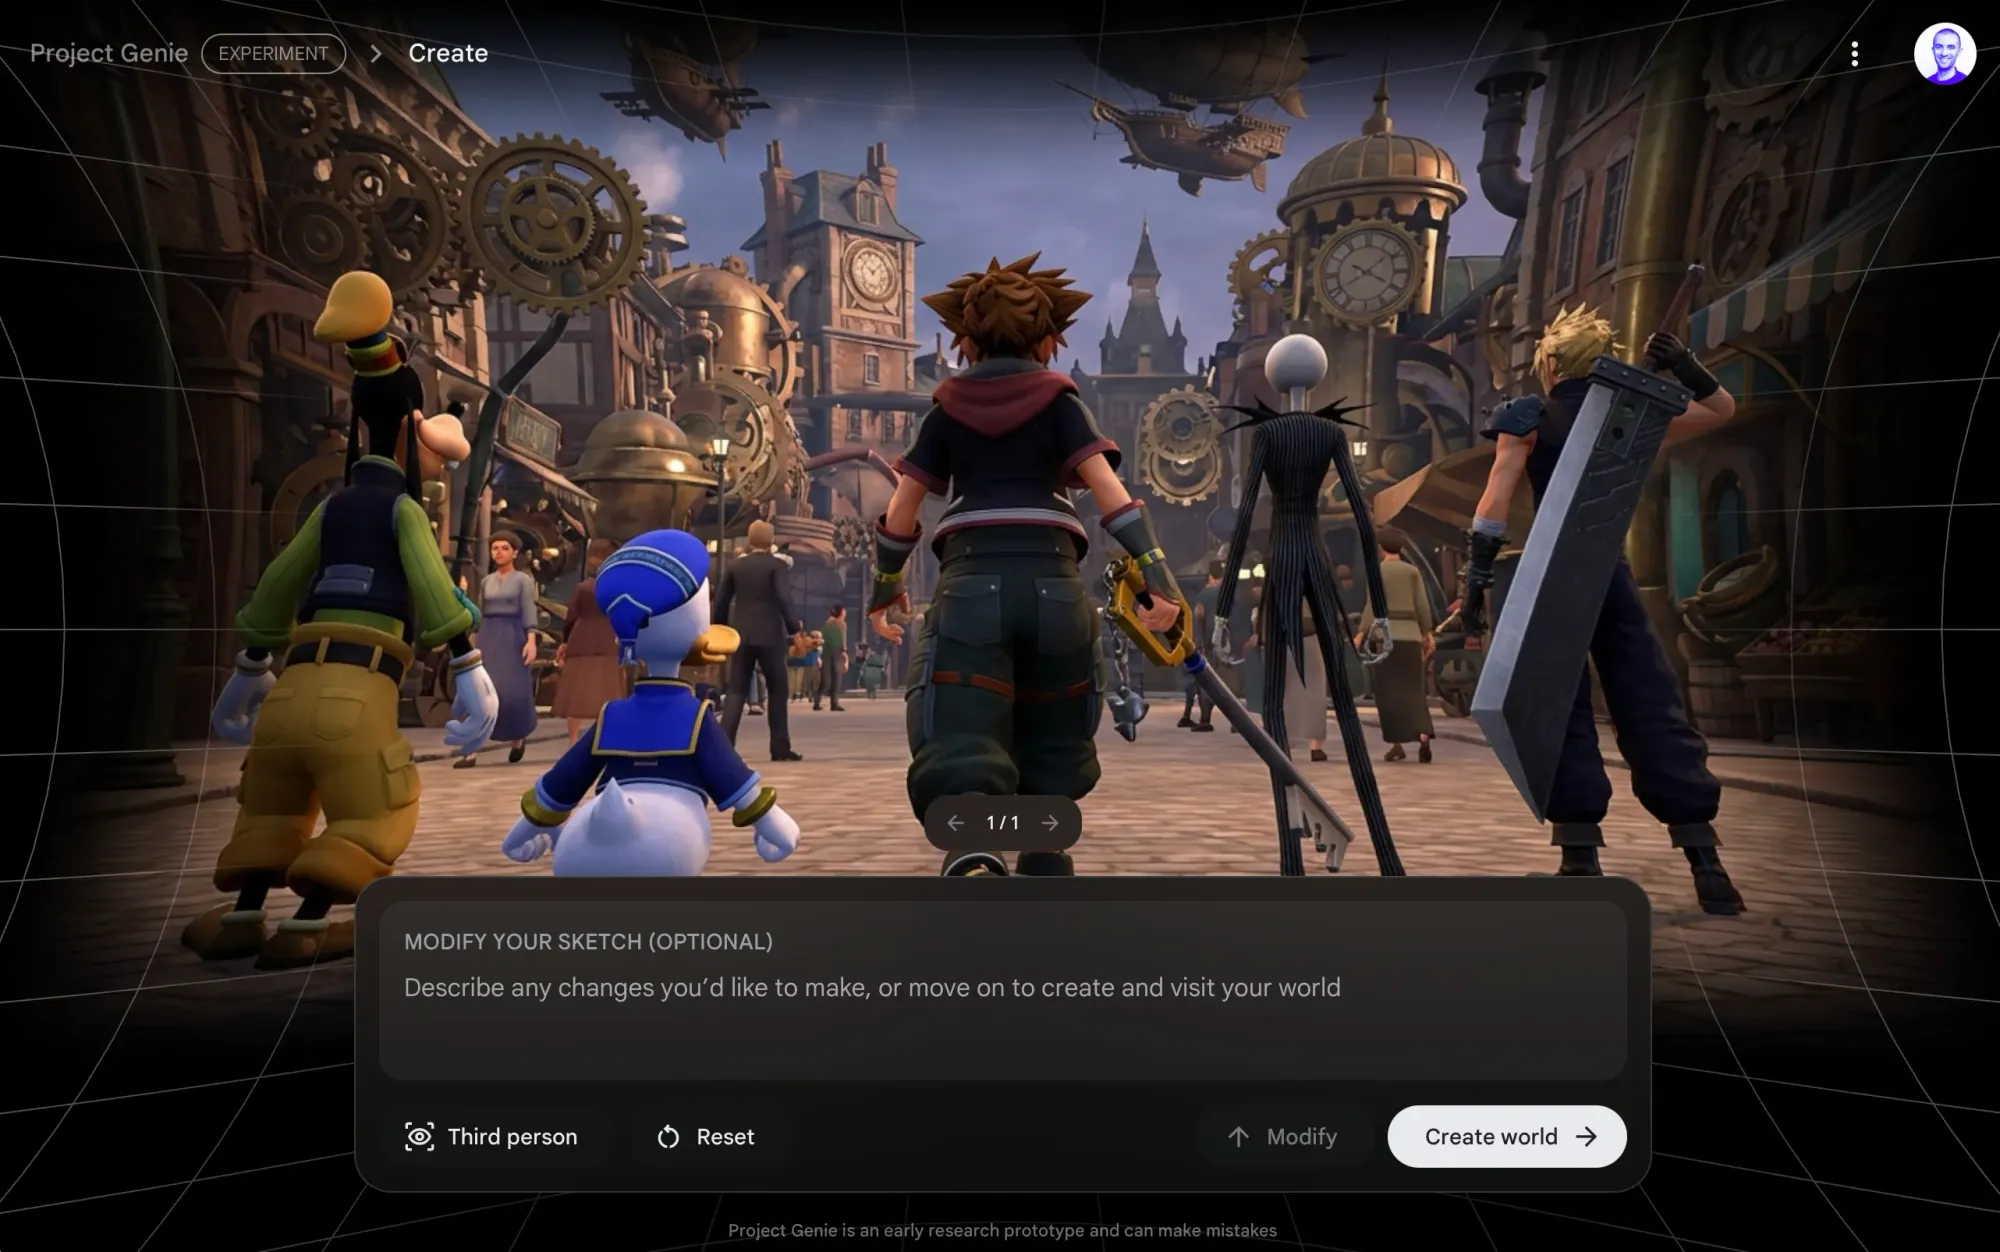 Project Genie EXPERIMENT > Create
1 / 1
MODIFY YOUR SKETCH (OPTIONAL)
Describe any changes you’d like to make, or move on to create and visit your world
Third person Reset Modify Create world
Project Genie is an early research prototype and can make mistakes